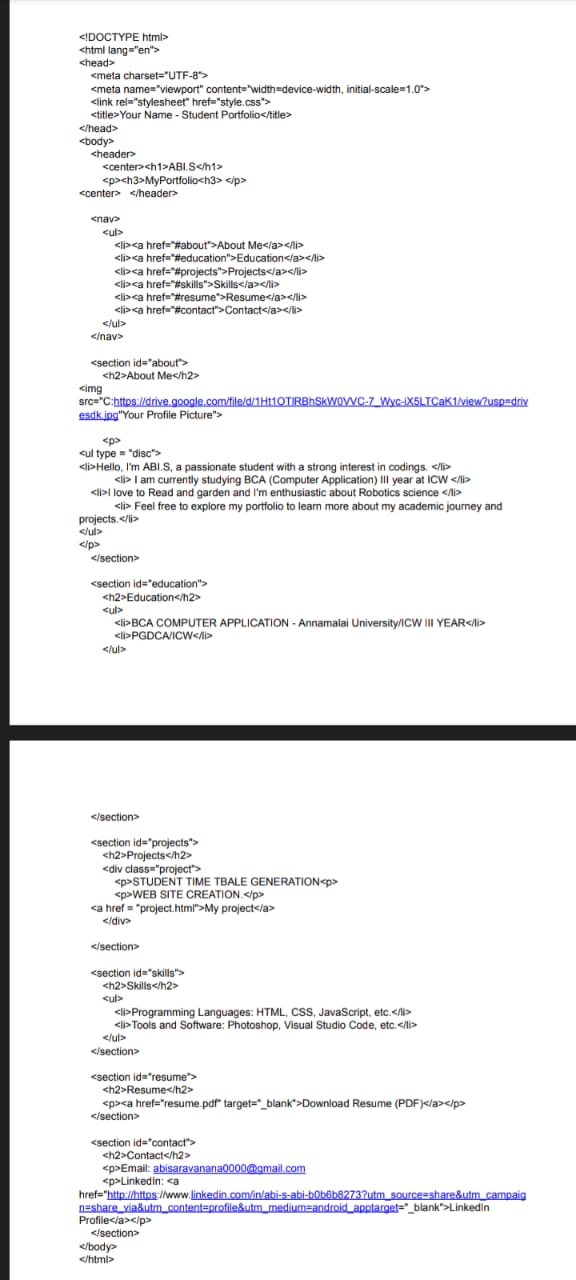 <!DOCTYPE html>
<html lang="en">
<head>
<meta charset="UTF-8">
<meta name="viewport" content="width=device-width, initial-scale=1.0">
<link rel="stylesheet" href="style.css">
<title>Your Name - Student Portfolio</title>
</head>
<body>
<header>
<center><h1>ABI.S</h1>
<p><h3>MyPortfolio<h3> </p>
<center> </header>
<nav>
<ul>
<li><a href="#about">About Me</a></li>
<li><a href="#education">Education</a></li>
<li><a href="#projects">Projects</a></li>
<li><a href="#skills">Skills</a></li>
<li><a href="#resume">Resume</a></li>
<li><a href="#contact">Contact</a></li>
</ul>
</nav>
<section id="about">
<h2>About Me</h2>
<img
src="C:https://drive.google.com/file/d/1Ht1OTIRBhSkW0VVC-7_Wyc-iX5LTCaK1/view?usp=driv
esdk.jpg"Your Profile Picture">
<p>
<ul type = "disc">
<li>Hello, I'm ABI.S, a passionate student with a strong interest in codings. </li>
<li> I am currently studying BCA (Computer Application) III year at ICW </li>
<li>I love to Read and garden and I'm enthusiastic about Robotics science </li>
<li> Feel free to explore my portfolio to learn more about my academic journey and
projects.</li>
</ul>
</p>
</section>
<section id="education">
<h2>Education</h2>
<ul>
<li>BCA COMPUTER APPLICATION - Annamalai University/ICW III YEAR</li>
<li>PGDCA/ICW</li>
</ul>
</section>
<section id="projects">
<h2>Projects</h2>
<div class="project">
<p>STUDENT TIME TBALE GENERATION<p>
<p>WEB SITE CREATION.</p>
<a href = "project.html">My project</a>
</div>
</section>
<section id="skills">
<h2>Skills</h2>
<ul>
<li>Programming Languages: HTML, CSS, JavaScript, etc.</li>
<li>Tools and Software: Photoshop, Visual Studio Code, etc.</li>
</ul>
</section>
<section id="resume">
<h2>Resume</h2>
<p><a href="resume.pdf" target="_blank">Download Resume (PDF)</a></p>
</section>
<section id="contact">
<h2>Contact</h2>
<p>Email: abisaravanana0000@gmail.com
<p>LinkedIn: <a
href="http://https://www.linkedin.com/in/abi-s-abi-b0b6b8273?utm_source=share&utm_campaig
n=share_via&utm_content=profile&utm_medium=android_apptarget="_blank">LinkedIn
Profile</a></p>
</section>
</body>
</html>